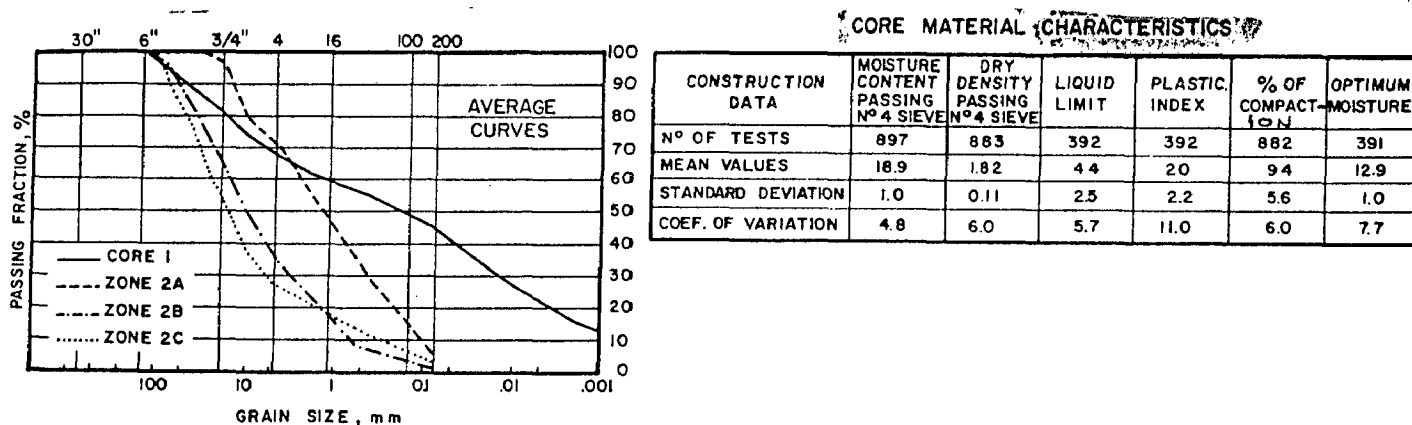 30" 6" 3/4" 4 16 100 200
100
90
80
70
60
50
40
30
20
10
0
PASSING FRACTION, %
AVERAGE
CURVES
CORE 1
ZONE 2A
ZONE 2B
ZONE 2C
100 10 1 0.1 .01 .001
GRAIN SIZE, mm
CORE MATERIAL CHARACTERISTICS
CONSTRUCTION DATA MOISTURE CONTENT PASSING Nº 4 SIEVE DRY DENSITY PASSING Nº 4 SIEVE LIQUID LIMIT PLASTIC. INDEX % OF COMPACT-ION OPTIMUM MOISTURE
Nº OF TESTS 897 883 392 392 882 391
MEAN VALUES 18.9 1.82 44 20 94 12.9
STANDARD DEVIATION 1.0 0.11 2.5 2.2 5.6 1.0
COEF. OF VARIATION 4.8 6.0 5.7 11.0 6.0 7.7